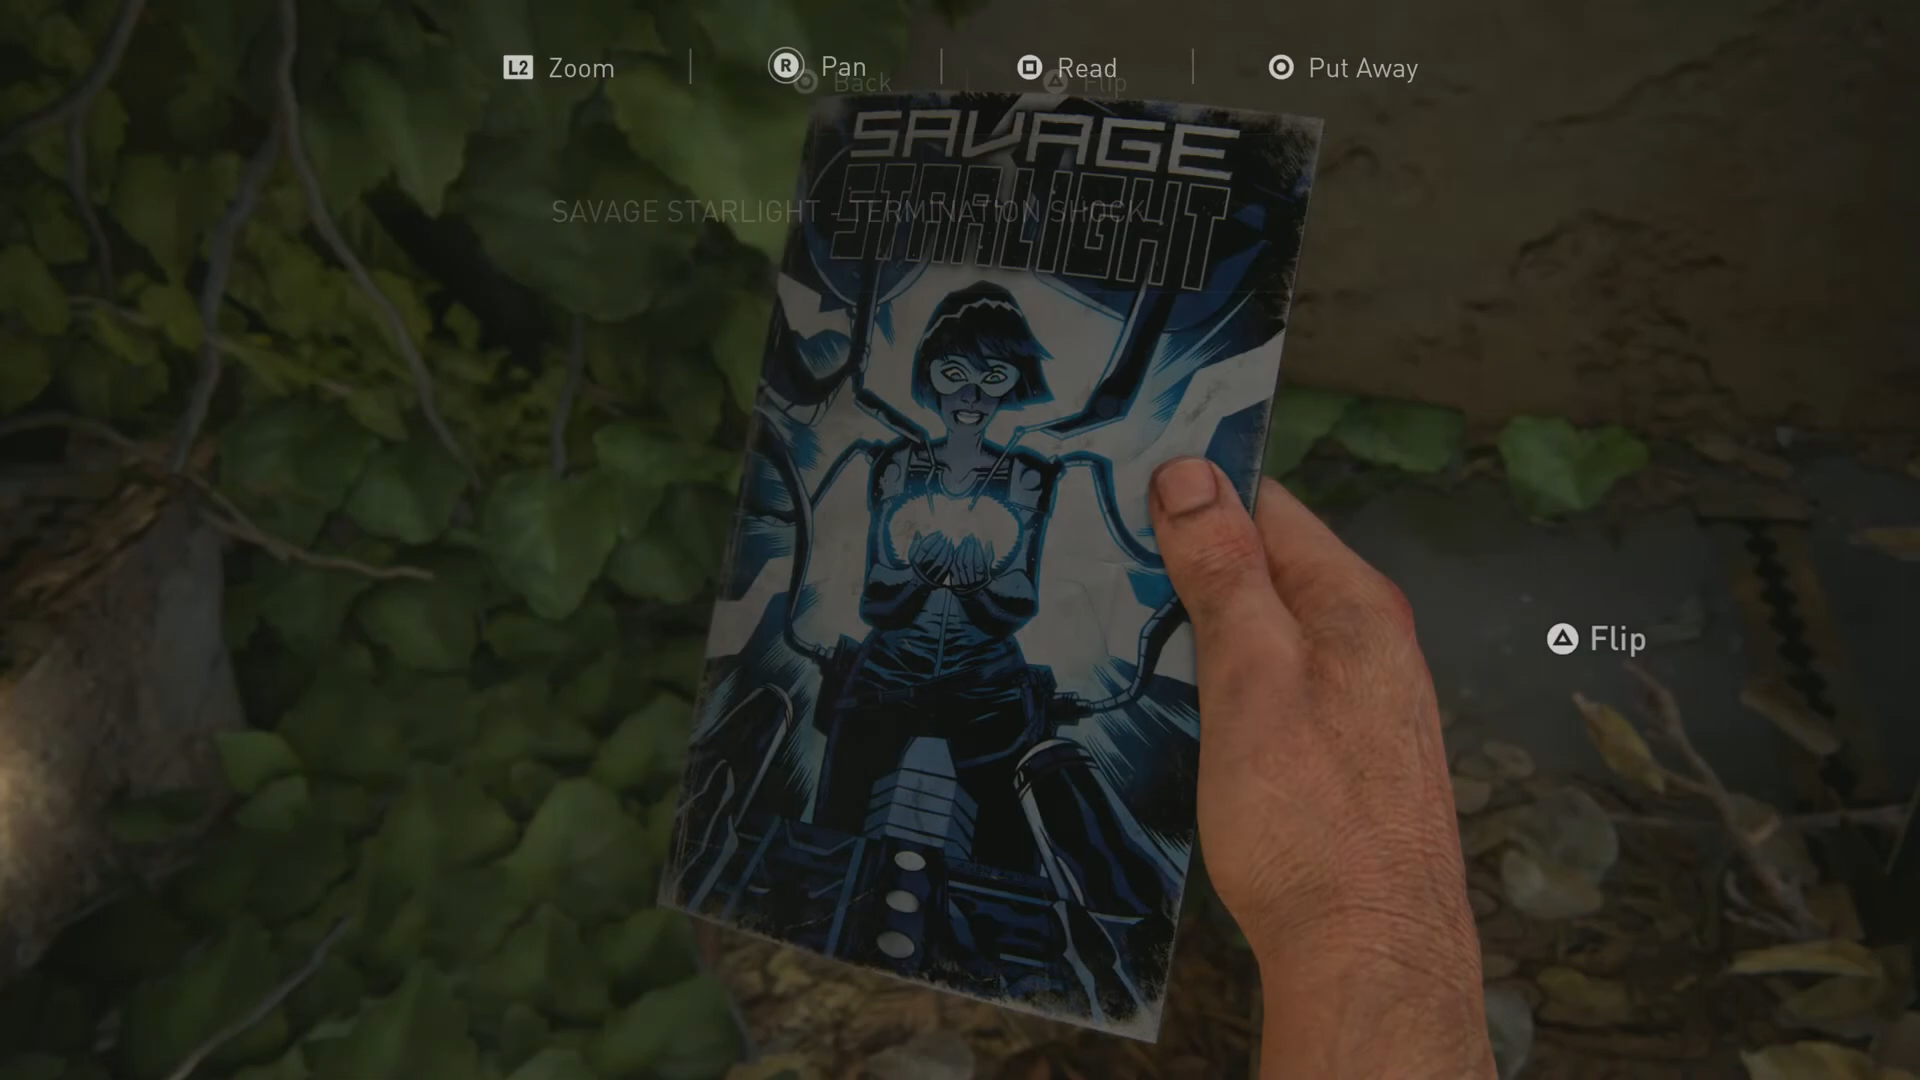 L2 Zoom
R Pan
Read
Put Away
Back
Flip
SAVAGE
STARLIGHT
SAVAGE STARLIGHT - TERMINATION SHOCK
Flip